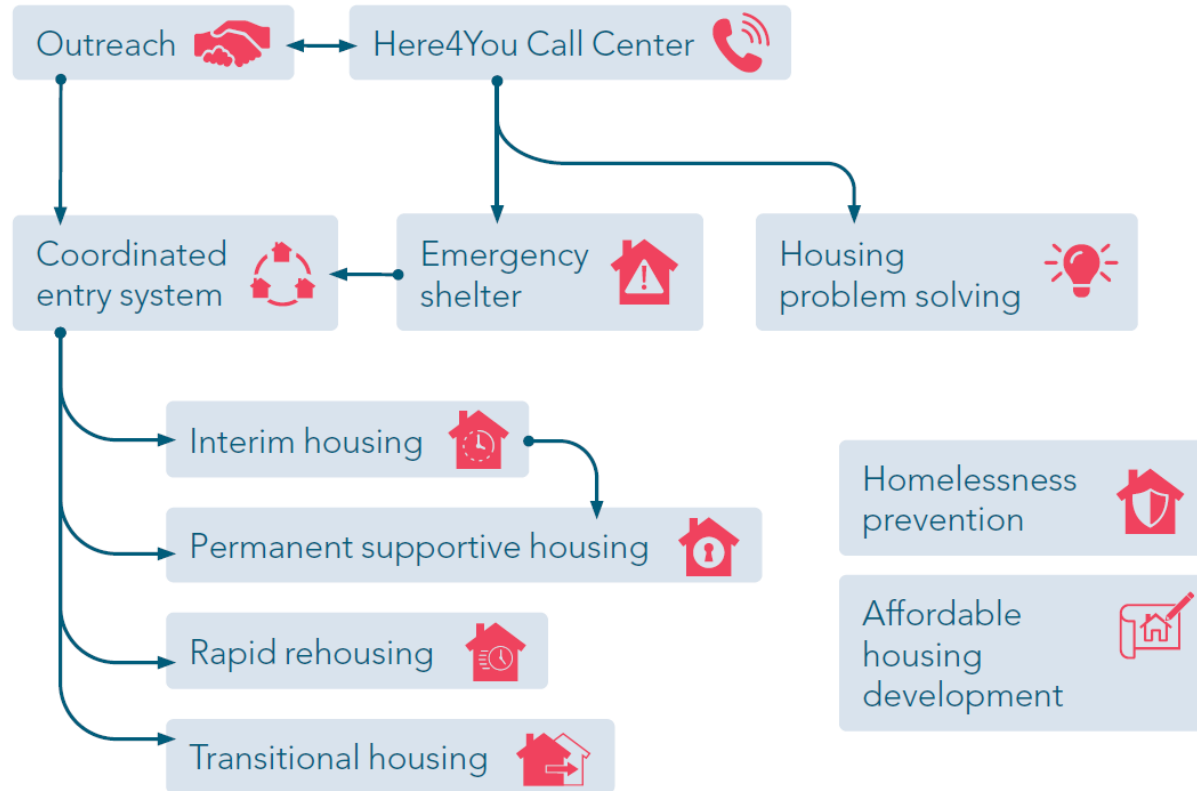 Outreach
Here4You Call Center
Coordinated
entry system
Emergency
shelter
Housing
problem solving
Interim housing
Permanent supportive housing
Rapid rehousing
Transitional housing
Homelessness
prevention
Affordable
housing
development